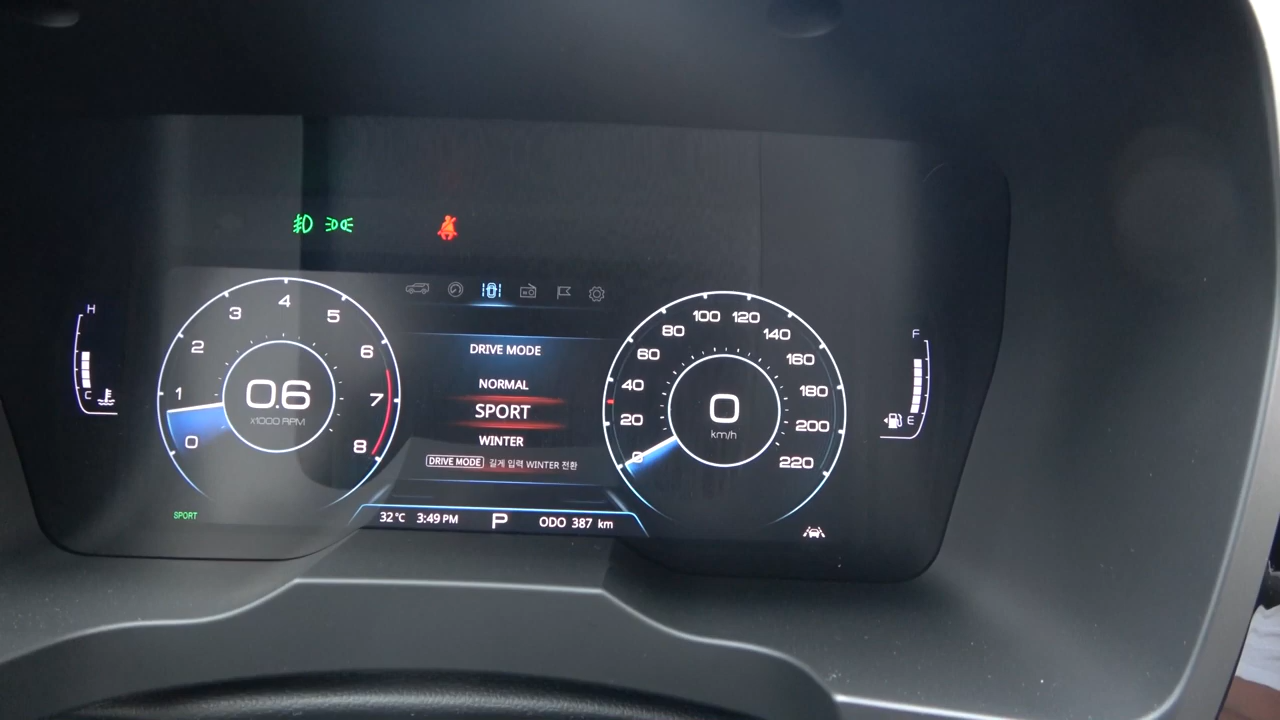 H
C
SPORT
0
1
2
3
4
5
6
7
8
0.6
x1000 RPM
DRIVE MODE
NORMAL
SPORT
WINTER
DRIVE MODE 길게 입력 WINTER 전환
32°C 3:49 PM P ODO 387 km
0
20
40
60
80
100
120
140
160
180
200
220
0
km/h
F
E